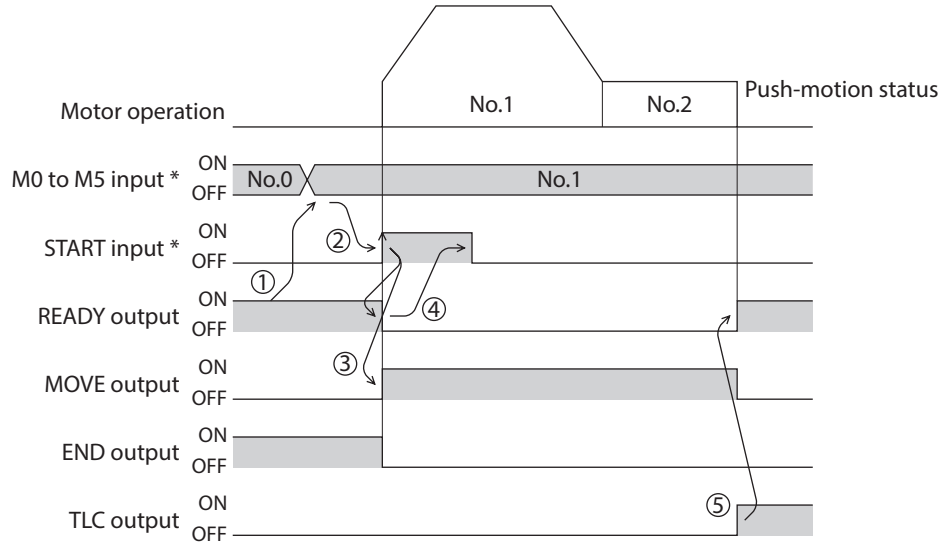 No.1
No.2
Push-motion status
Motor operation
M0 to M5 input *
ON
OFF
No.0
No.1
START input *
ON
OFF
②
①
READY output
ON
OFF
④
③
MOVE output
ON
OFF
END output
ON
OFF
TLC output
ON
OFF
⑤